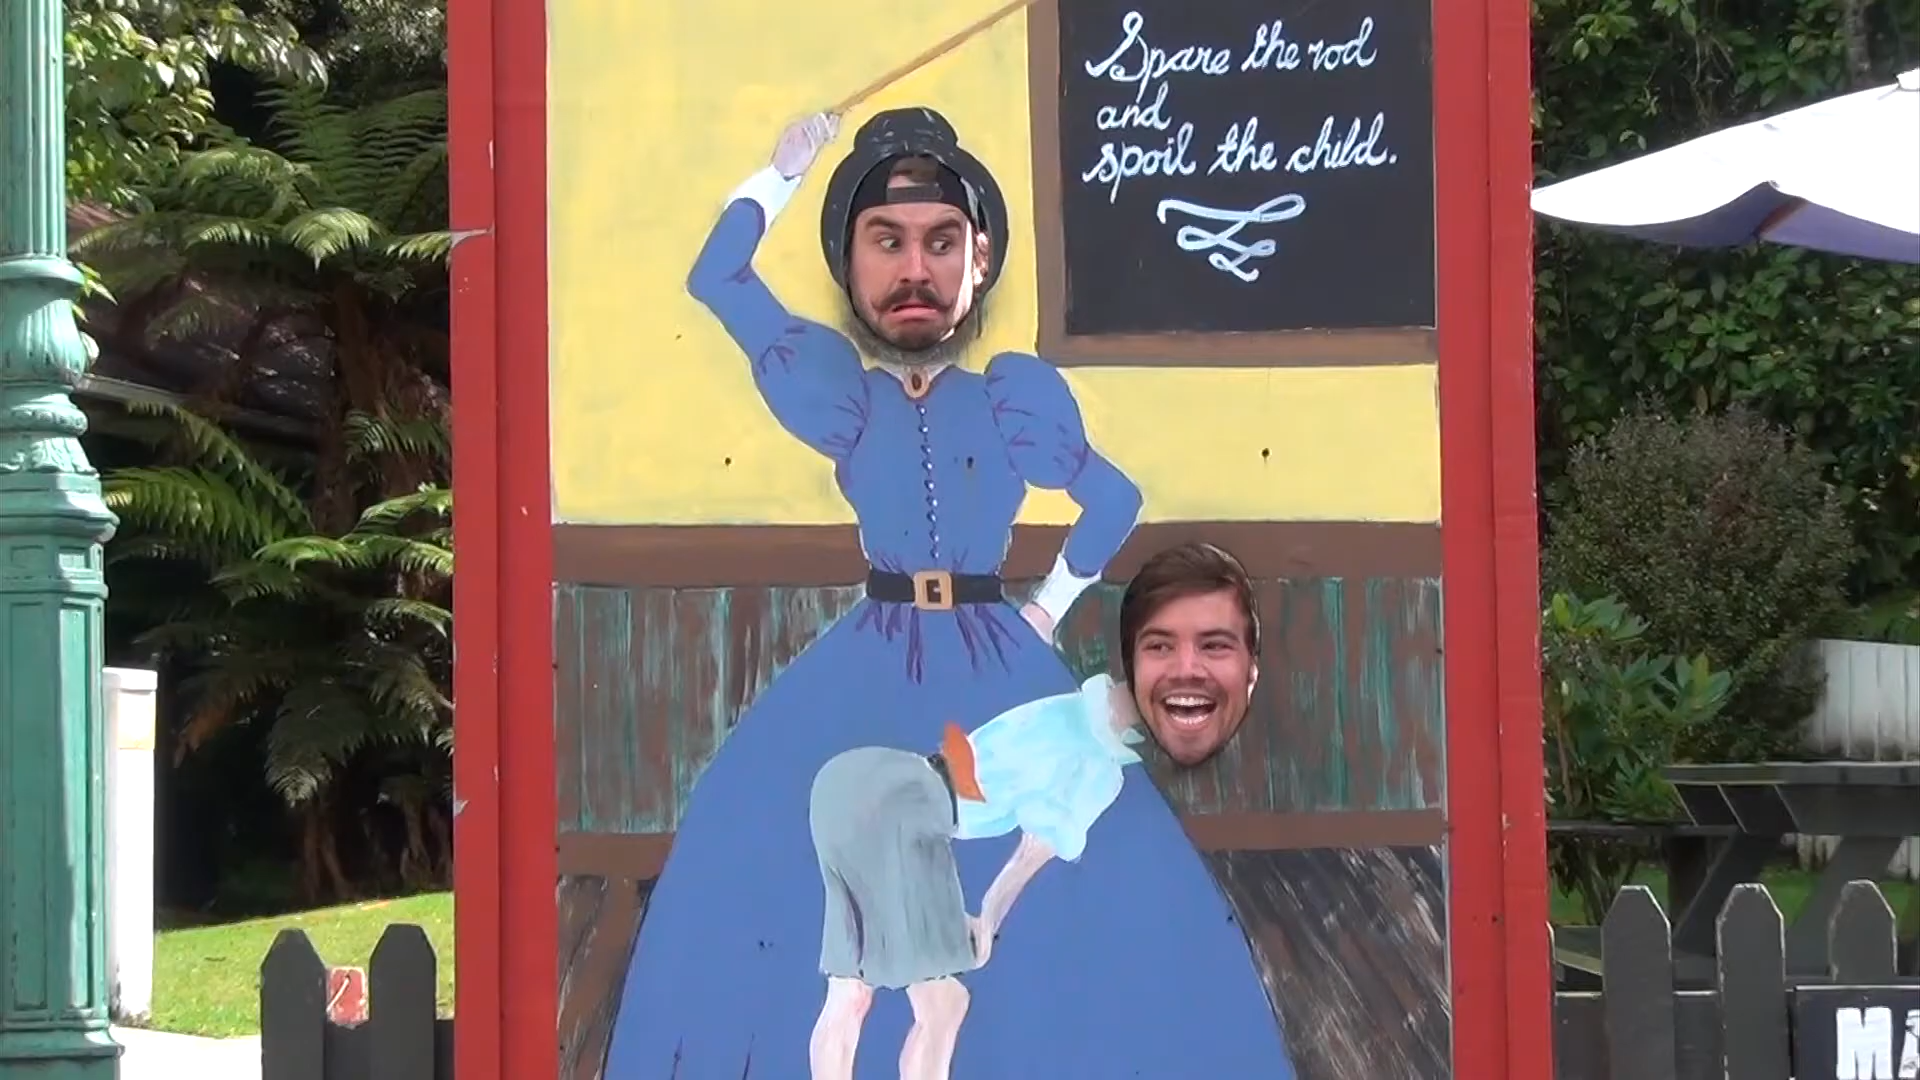 Spare the rod
and
spoil the child.